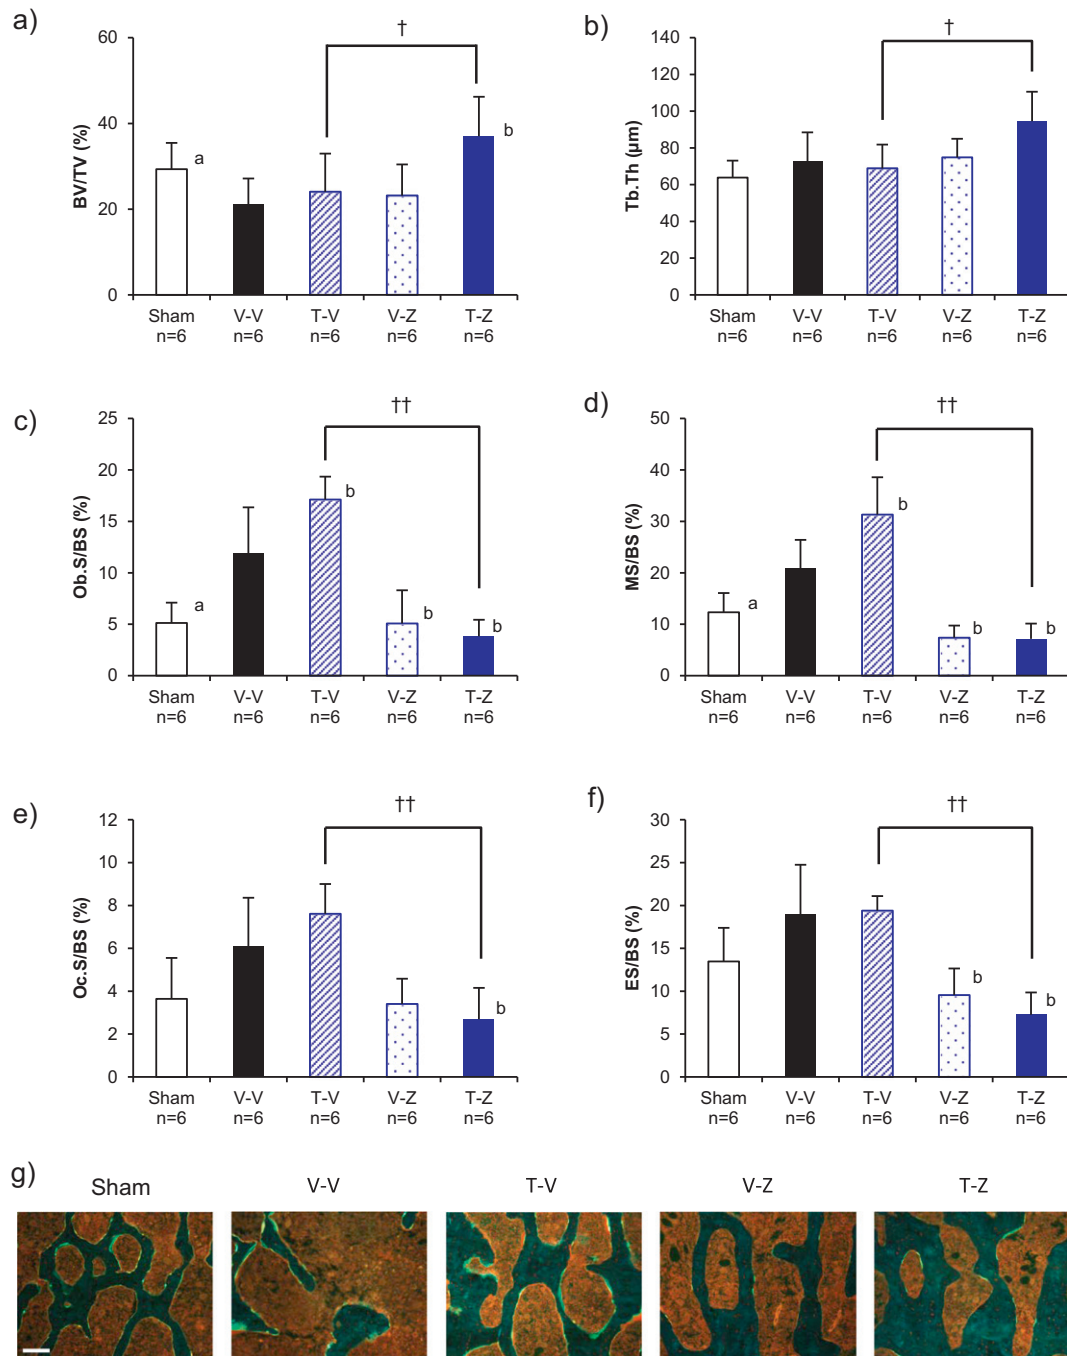 a)
†
60
40
20
0
BV/TV (%)
a
b
Sham V-V T-V V-Z T-Z
n=6 n=6 n=6 n=6 n=6
b)
†
140
120
100
80
60
40
20
0
Tb.Th (µm)
Sham V-V T-V V-Z T-Z
n=6 n=6 n=6 n=6 n=6
c)
††
25
20
15
10
5
0
Ob.S/BS (%)
a
b
b
b
Sham V-V T-V V-Z T-Z
n=6 n=6 n=6 n=6 n=6
d)
††
50
40
30
20
10
0
MS/BS (%)
a
b
b
b
Sham V-V T-V V-Z T-Z
n=6 n=6 n=6 n=6 n=6
e)
††
12
10
8
6
4
2
0
Oc.S/BS (%)
b
Sham V-V T-V V-Z T-Z
n=6 n=6 n=6 n=6 n=6
f)
††
30
25
20
15
10
5
0
ES/BS (%)
b
b
Sham V-V T-V V-Z T-Z
n=6 n=6 n=6 n=6 n=6
g)
Sham V-V T-V V-Z T-Z